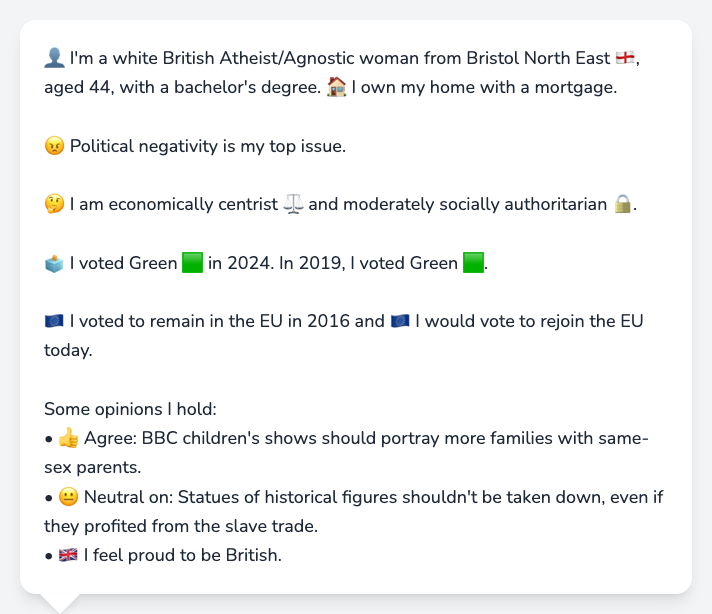 👤 I'm a white British Atheist/Agnostic woman from Bristol North East 🏴󠁧󠁢󠁥󠁮󠁧󠁿,
aged 44, with a bachelor's degree. 🏠 I own my home with a mortgage.
😠 Political negativity is my top issue.
🤔 I am economically centrist ⚖️ and moderately socially authoritarian 🔒.
🗳️ I voted Green 🟩 in 2024. In 2019, I voted Green 🟩.
🇪🇺 I voted to remain in the EU in 2016 and 🇪🇺 I would vote to rejoin the EU
today.
Some opinions I hold:
• 👍 Agree: BBC children's shows should portray more families with same-
sex parents.
• 😐 Neutral on: Statues of historical figures shouldn't be taken down, even if
they profited from the slave trade.
• 🇬🇧 I feel proud to be British.